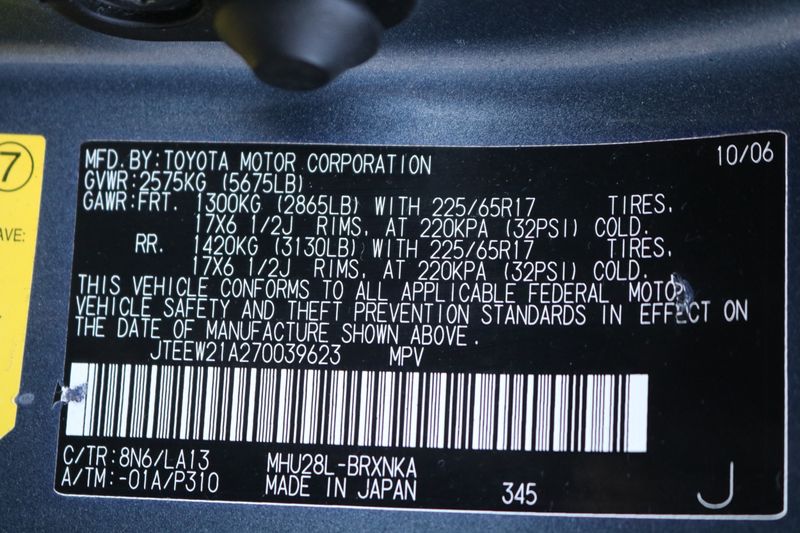 7
AVE:
MFD.BY:TOYOTA MOTOR CORPORATION 10/06
GVWR:2575KG (5675LB)
GAWR:FRT. 1300KG (2865LB) WITH 225/65R17 TIRES,
17X6 1/2J RIMS, AT 220KPA (32PSI) COLD.
RR. 1420KG (3130LB) WITH 225/65R17 TIRES,
17X6 1/2J RIMS, AT 220KPA (32PSI) COLD.
THIS VEHICLE CONFORMS TO ALL APPLICABLE FEDERAL MOTOR
VEHICLE SAFETY AND THEFT PREVENTION STANDARDS IN EFFECT ON
THE DATE OF MANUFACTURE SHOWN ABOVE.
JTEEW21A270039623 MPV
C/TR:8N6/LA13 MHU28L-BRXNKA
A/TM:-01A/P310 MADE IN JAPAN 345 J